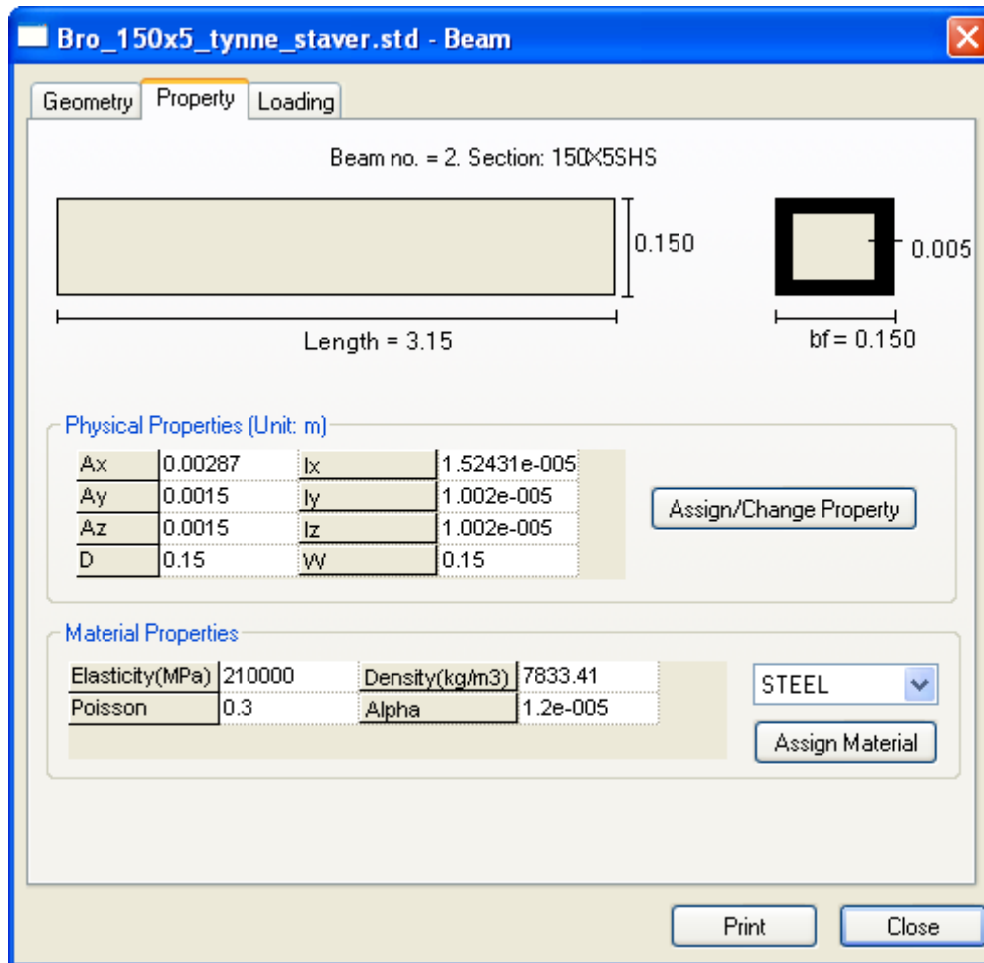 Bro_150x5_tynne_staver.std - Beam
Geometry Property Loading
Beam no. = 2. Section: 150X5SHS
0.150
0.005
Length = 3.15
bf = 0.150
Physical Properties (Unit: m)
Ax 0.00287 Ix 1.52431e-005
Ay 0.0015 Iy 1.002e-005
Az 0.0015 Iz 1.002e-005
D 0.15 W 0.15
Assign/Change Property
Material Properties
Elasticity(MPa) 210000 Density(kg/m3) 7833.41
Poisson 0.3 Alpha 1.2e-005
STEEL
Assign Material
Print Close